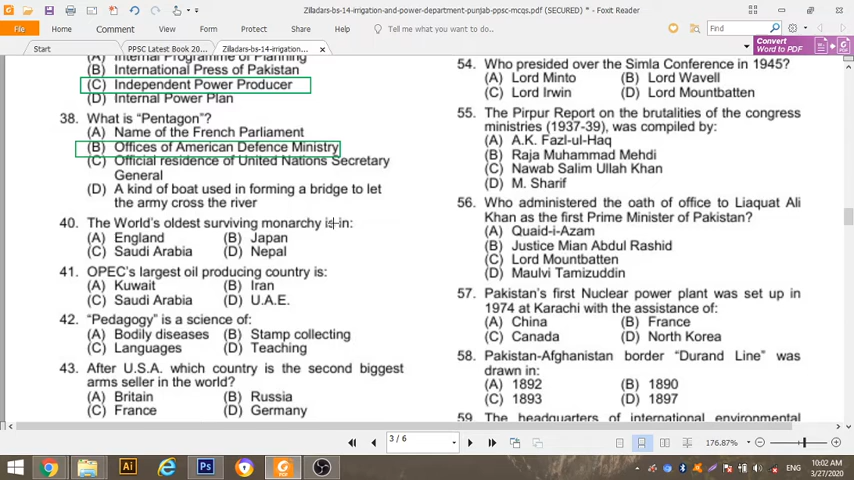 Zilladars-bs-14-irrigation-and-power-department-punjab-ppsc-mcqs.pdf (SECURED) * - Foxit Reader
File
Home
Comment
View
Form
Protect
Share
Help
Tell me what you want to do...
Find
Start
PPSC Latest Book 20...
Zilladars-bs-14-irrigation-...
Convert
Word to PDF
(A) Internal Programme of Planning
(B) International Press of Pakistan
(C) Independent Power Producer
(D) Internal Power Plan
38. What is “Pentagon”?
(A) Name of the French Parliament
(B) Offices of American Defence Ministry
(C) Official residence of United Nations Secretary
General
(D) A kind of boat used in forming a bridge to let
the army cross the river
40. The World's oldest surviving monarchy is in:
(A) England (B) Japan
(C) Saudi Arabia (D) Nepal
41. OPEC's largest oil producing country is:
(A) Kuwait (B) Iran
(C) Saudi Arabia (D) U.A.E.
42. “Pedagogy” is a science of:
(A) Bodily diseases (B) Stamp collecting
(C) Languages (D) Teaching
43. After U.S.A. which country is the second biggest
arms seller in the world?
(A) Britain (B) Russia
(C) France (D) Germany
54. Who presided over the Simla Conference in 1945?
(A) Lord Minto (B) Lord Wavell
(C) Lord Irwin (D) Lord Mountbatten
55. The Pirpur Report on the brutalities of the congress
ministries (1937-39), was compiled by:
(A) A.K. Fazl-ul-Haq
(B) Raja Muhammad Mehdi
(C) Nawab Salim Ullah Khan
(D) M. Sharif
56. Who administered the oath of office to Liaquat Ali
Khan as the first Prime Minister of Pakistan?
(A) Quaid-i-Azam
(B) Justice Mian Abdul Rashid
(C) Lord Mountbatten
(D) Maulvi Tamizuddin
57. Pakistan's first Nuclear power plant was set up in
1974 at Karachi with the assistance of:
(A) China (B) France
(C) Canada (D) North Korea
58. Pakistan-Afghanistan border “Durand Line” was
drawn in:
(A) 1892 (B) 1890
(C) 1893 (D) 1897
59. The headquarters of international environmental
3 / 6
176.87%
ENG
10:02 AM
3/27/2020